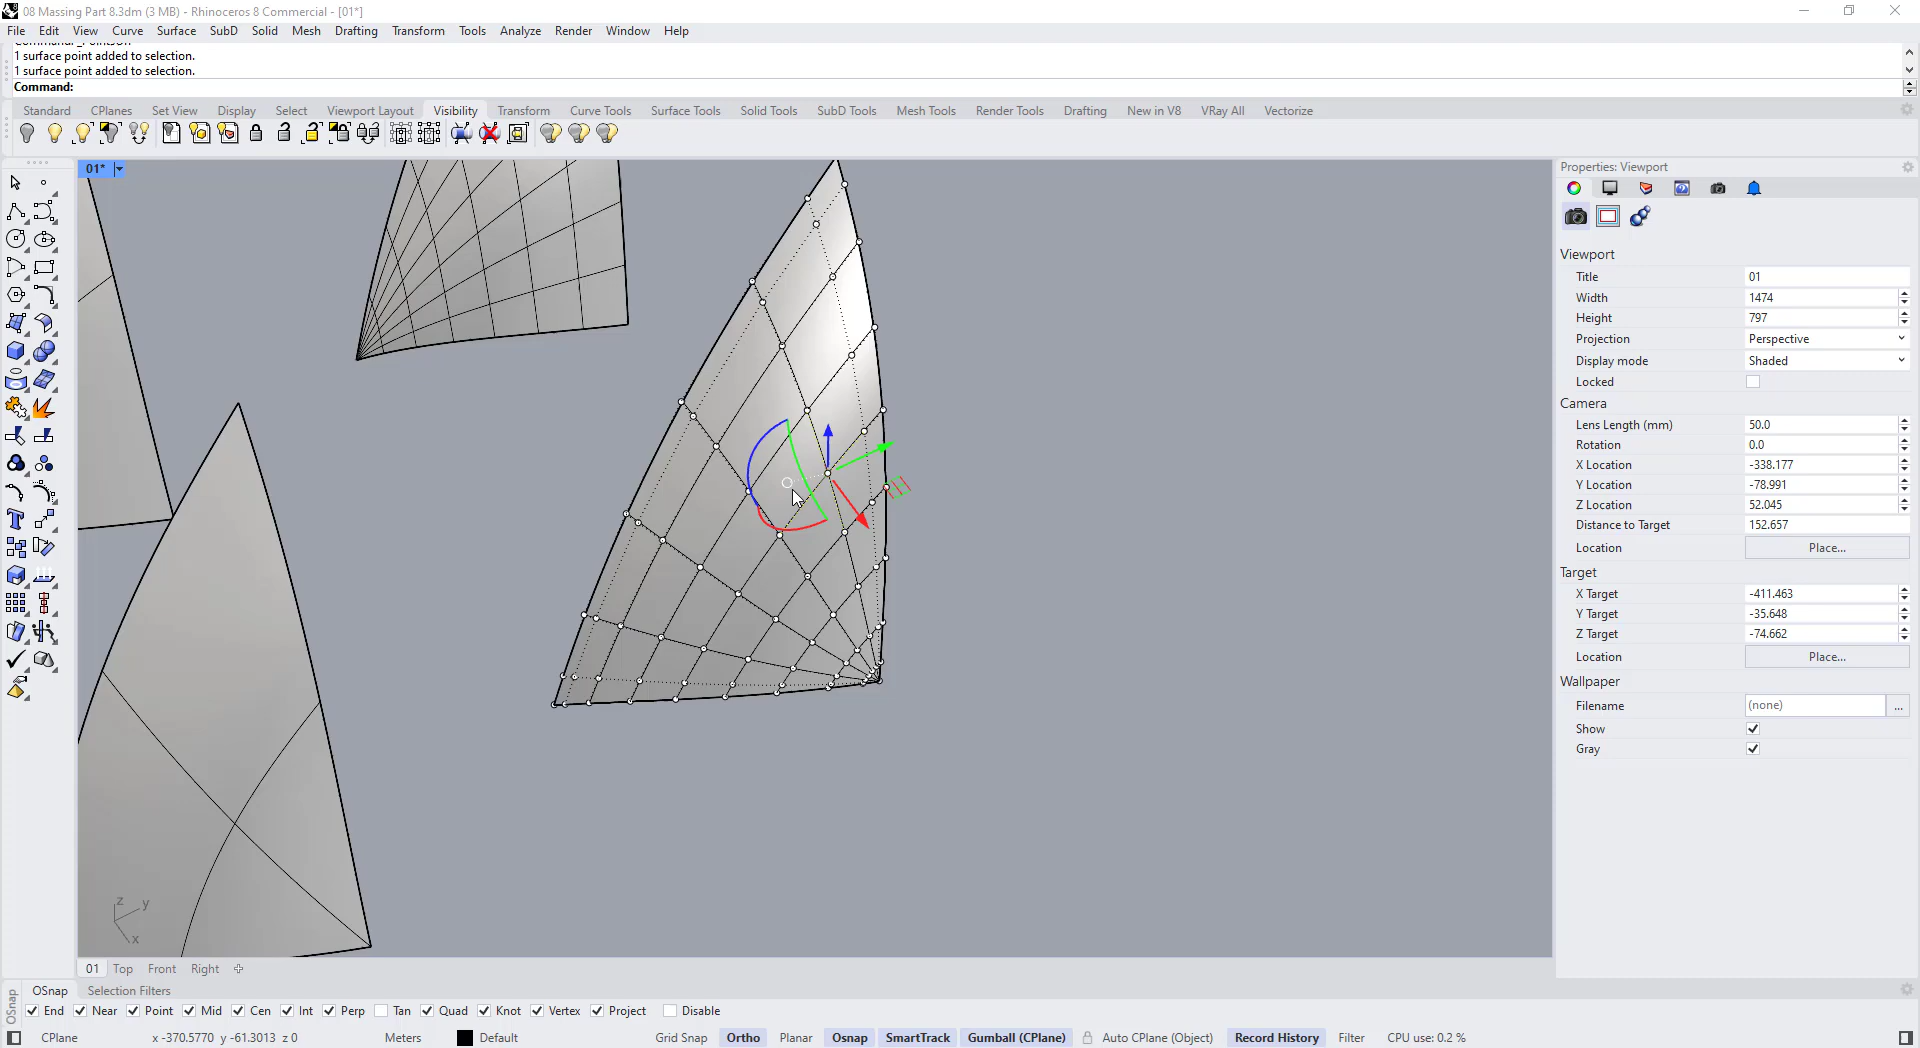 08 Massing Part 8.3dm (3 MB) - Rhinoceros 8 Commercial - [01*]
File Edit View Curve Surface SubD Solid Mesh Drafting Transform Tools Analyze Render Window Help
1 surface point added to selection.
1 surface point added to selection.
Command:
Standard CPlanes Set View Display Select Viewport Layout Visibility Transform Curve Tools Surface Tools Solid Tools SubD Tools Mesh Tools Render Tools Drafting New in V8 VRay All Vectorize
01*
Properties: Viewport
Viewport
Title 01
Width 1474
Height 797
Projection Perspective
Display mode Shaded
Locked
Camera
Lens Length (mm) 50.0
Rotation 0.0
X Location -338.177
Y Location -78.991
Z Location 52.045
Distance to Target 152.657
Location Place...
Target
X Target -411.463
Y Target -35.648
Z Target -74.662
Location Place...
Wallpaper
Filename (none) ...
Show
Gray
z y
x
01 Top Front Right
OSnap Selection Filters
OSnap
End Near Point Mid Cen Int Perp Tan Quad Knot Vertex Project Disable
CPlane x -370.5770 y -61.3013 z 0 Meters Default Grid Snap Ortho Planar Osnap SmartTrack Gumball (CPlane) Auto CPlane (Object) Record History Filter CPU use: 0.2 %